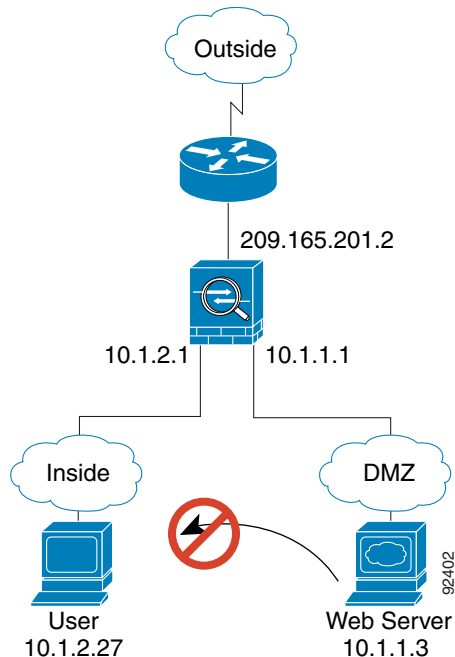 Outside
209.165.201.2
10.1.2.1
10.1.1.1
Inside
DMZ
User
10.1.2.27
Web Server
10.1.1.3
92402